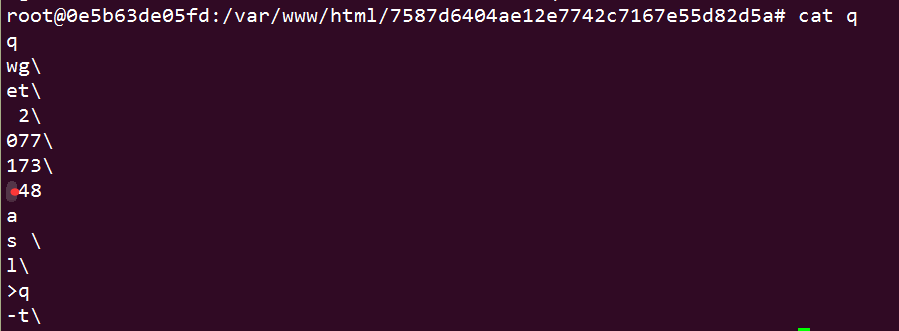 root@0e5b63de05fd:/var/www/html/7587d6404ae12e7742c7167e55d82d5a# cat q
q
wg\
et\
 2\
077\
173\
48
a
s \
l\
>q
-t\